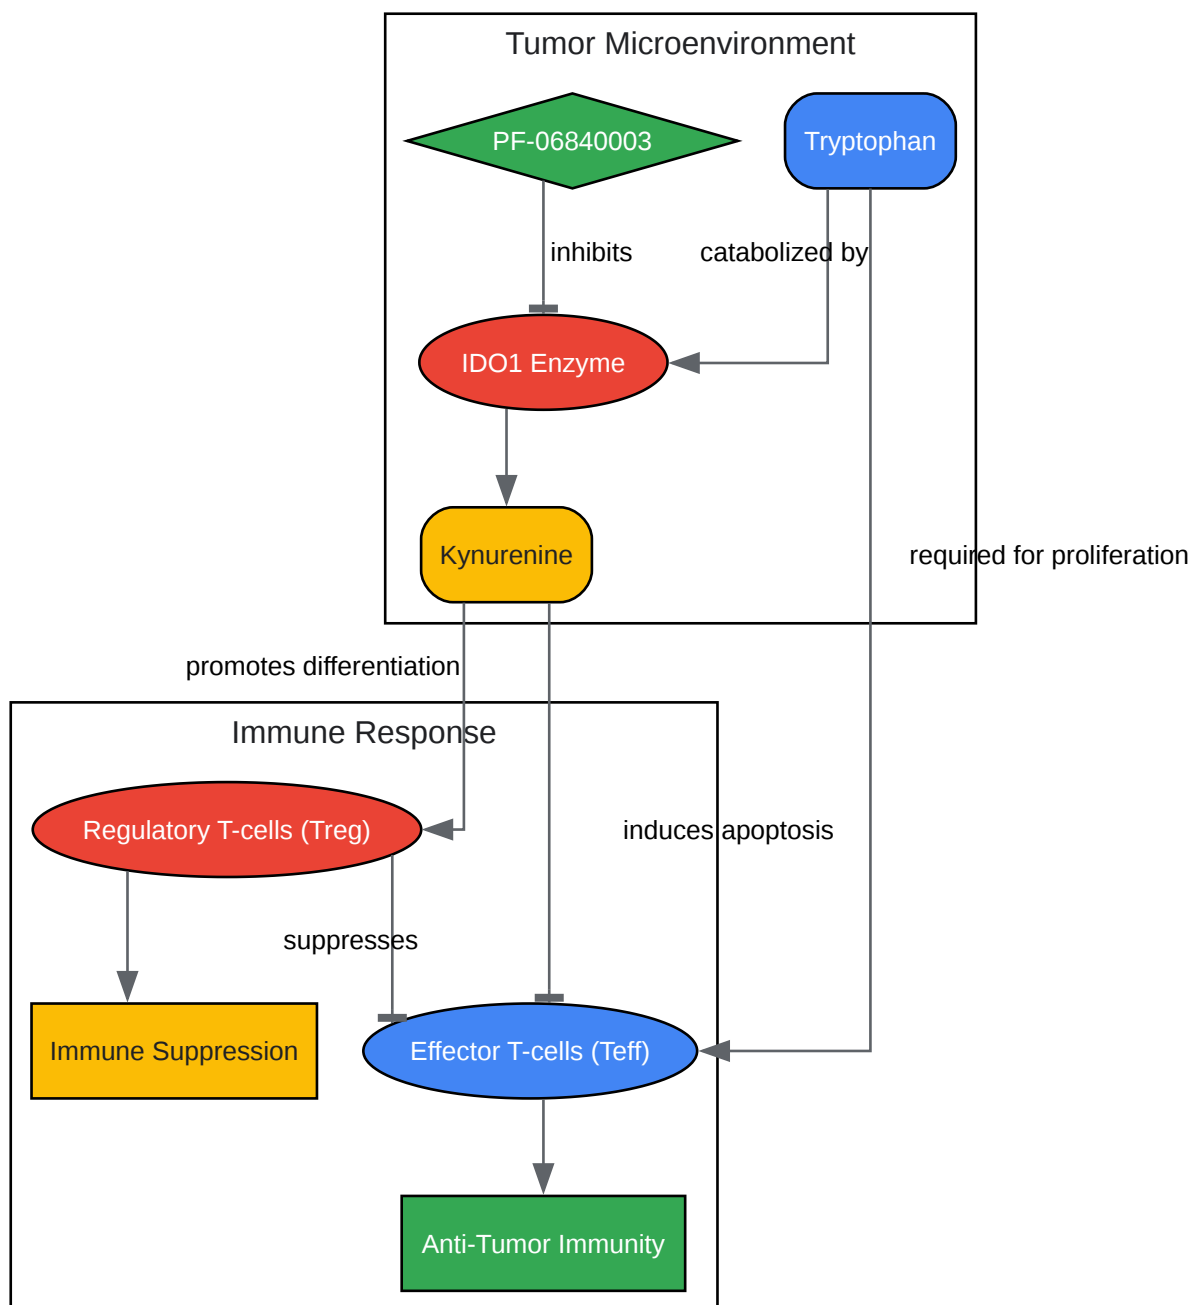 Tumor Microenvironment
PF-06840003
Tryptophan
inhibits
catabolized by
IDO1 Enzyme
Kynurenine
required for proliferation
promotes differentiation
Immune Response
Regulatory T-cells (Treg)
induces apoptosis
suppresses
Immune Suppression
Effector T-cells (Teff)
Anti-Tumor Immunity